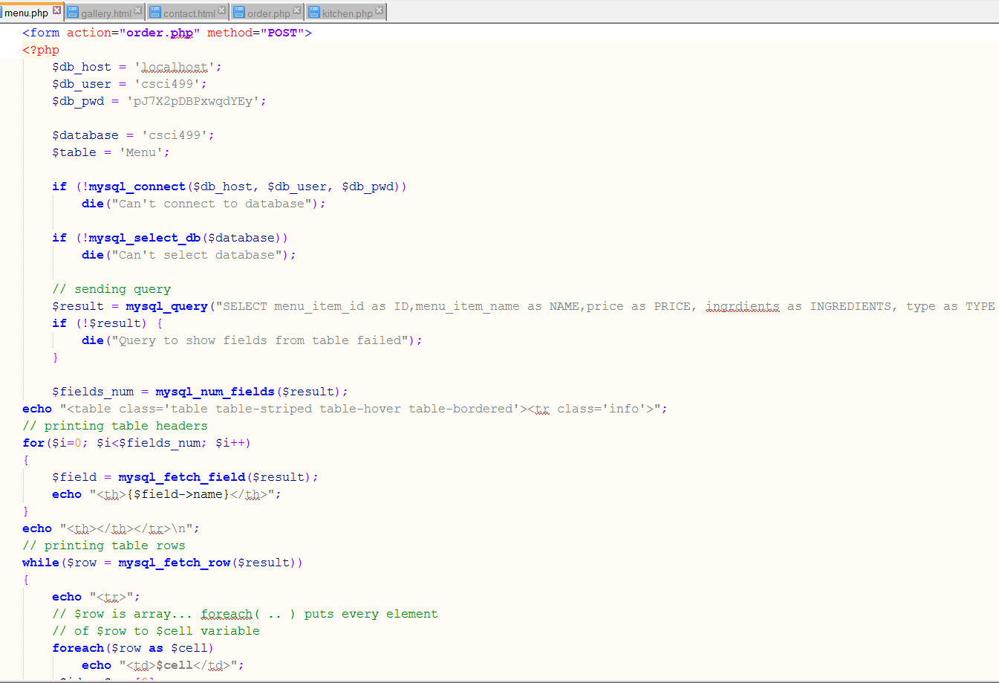 menu.php gallery.html contact.html order.php kitchen.php
<form action="order.php" method="POST">
<?php
$db_host = 'localhost';
$db_user = 'csci499';
$db_pwd = 'pJ7X2pDBPxwqdYEy';
$database = 'csci499';
$table = 'Menu';
if (!mysql_connect($db_host, $db_user, $db_pwd))
die("Can't connect to database");
if (!mysql_select_db($database))
die("Can't select database");
// sending query
$result = mysql_query("SELECT menu_item_id as ID,menu_item_name as NAME,price as PRICE, ingrdients as INGREDIENTS, type as TYPE
if (!$result) {
die("Query to show fields from table failed");
}
$fields_num = mysql_num_fields($result);
echo "<table class='table table-striped table-hover table-bordered'><tr class='info'>";
// printing table headers
for($i=0; $i<$fields_num; $i++)
{
$field = mysql_fetch_field($result);
echo "<th>{$field->name}</th>";
}
echo "<th></th></tr>\n";
// printing table rows
while($row = mysql_fetch_row($result))
{
echo "<tr>";
// $row is array... foreach( .. ) puts every element
// of $row to $cell variable
foreach($row as $cell)
echo "<td>$cell</td>";